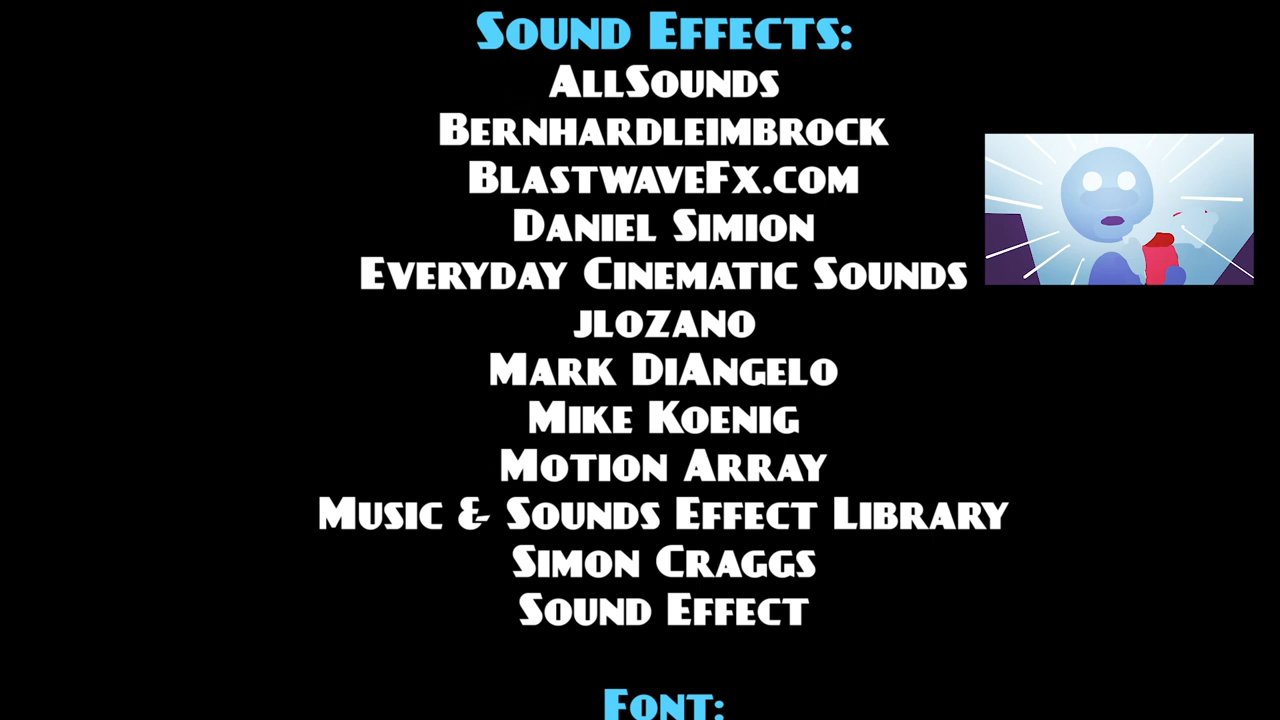 Sound Effects:
AllSounds
Bernhardleimbrock
BlastwaveFx.com
Daniel Simion
Everyday Cinematic Sounds
jlozano
Mark DiAngelo
Mike Koenig
Motion Array
Music & Sounds Effect Library
Simon Craggs
Sound Effect
Font: